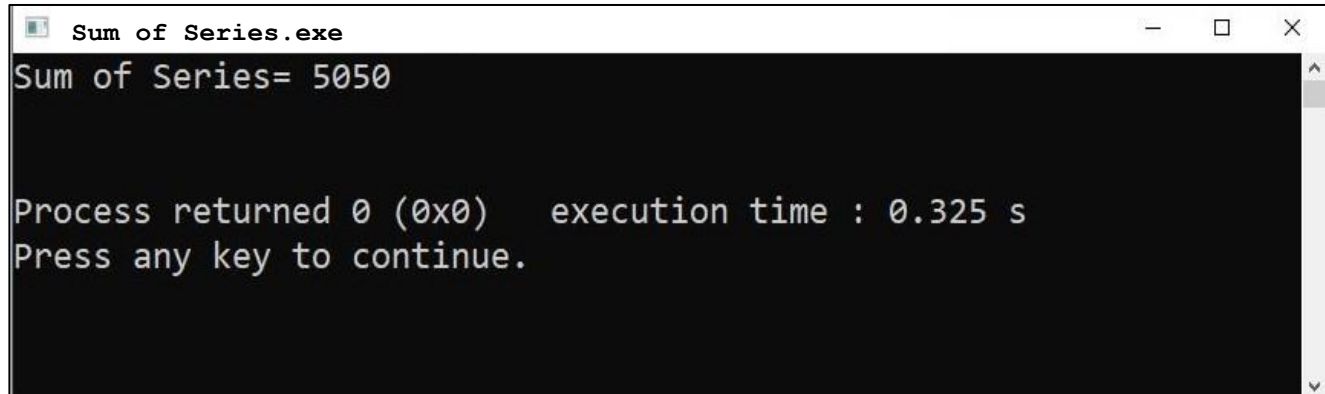 Sum of Series.exe
Sum of Series= 5050
Process returned 0 (0x0)   execution time : 0.325 s
Press any key to continue.